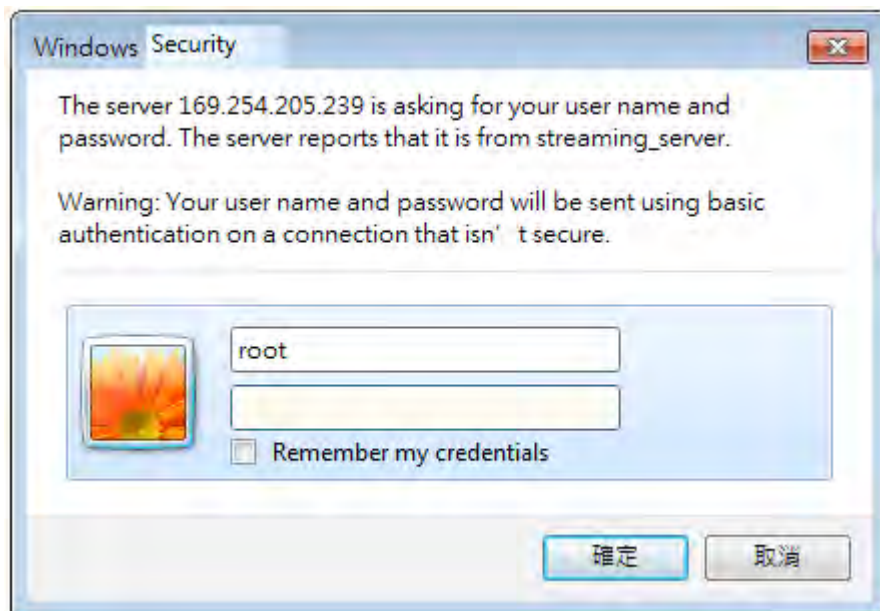 Windows Security
The server 169.254.205.239 is asking for your user name and
password. The server reports that it is from streaming_server.
Warning: Your user name and password will be sent using basic
authentication on a connection that isn' t secure.
root
Remember my credentials
確定 取消